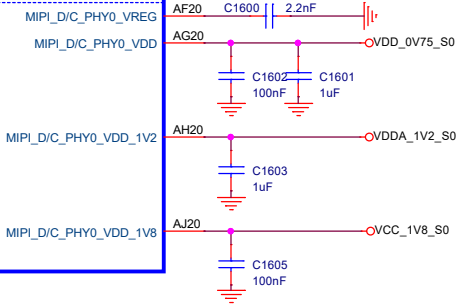 MIPI_D/C_PHY0_VREG AF20 C1600 2.2nF
MIPI_D/C_PHY0_VDD AG20 VDD_0V75_S0
C1602 C1601
100nF 1uF
MIPI_D/C_PHY0_VDD_1V2 AH20 VDDA_1V2_S0
C1603
1uF
MIPI_D/C_PHY0_VDD_1V8 AJ20 VCC_1V8_S0
C1605
100nF